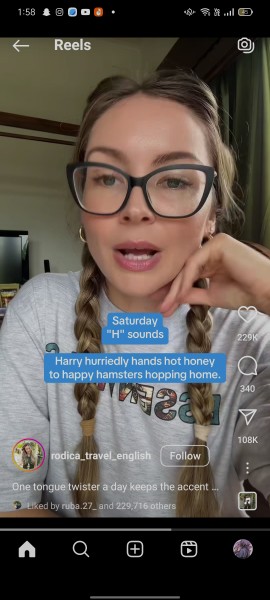 1:58
Reels
Saturday
"H" sounds
Harry hurriedly hands hot honey
to happy hamsters hopping home.
229K
340
108K
rodica_travel_english
Follow
One tongue twister a day keeps the accent ...
Liked by ruba.27_ and 229,716 others